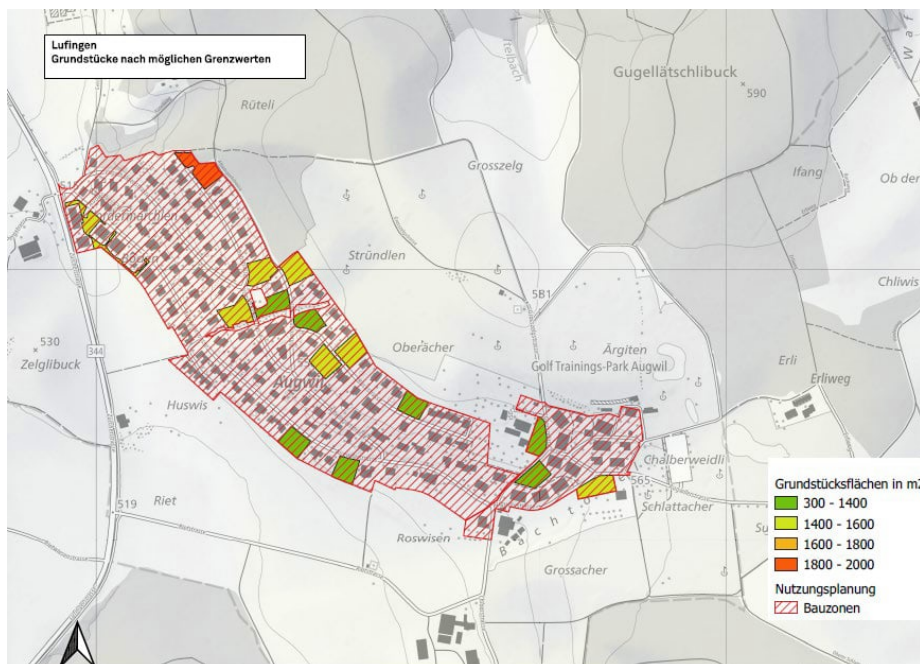 Lufingen
Grundstücke nach möglichen Grenzwerten
Rüteli
Gugellätschlibuck
590
Grosszelg
Ifang
Ob der
Stründlen
581
Chliwis
530
Zelglibuck
344
Oberächer
Ärgiten
Golf Trainings-Park Augwil
Erli
Erliweg
Augwil
Huswis
Chalberweidli
565
Schlattacher
519
Riet
Roswisen
Grossacher
Grundstücksflächen in m2
300 - 1400
1400 - 1600
1600 - 1800
1800 - 2000
Nutzungsplanung
Bauzonen